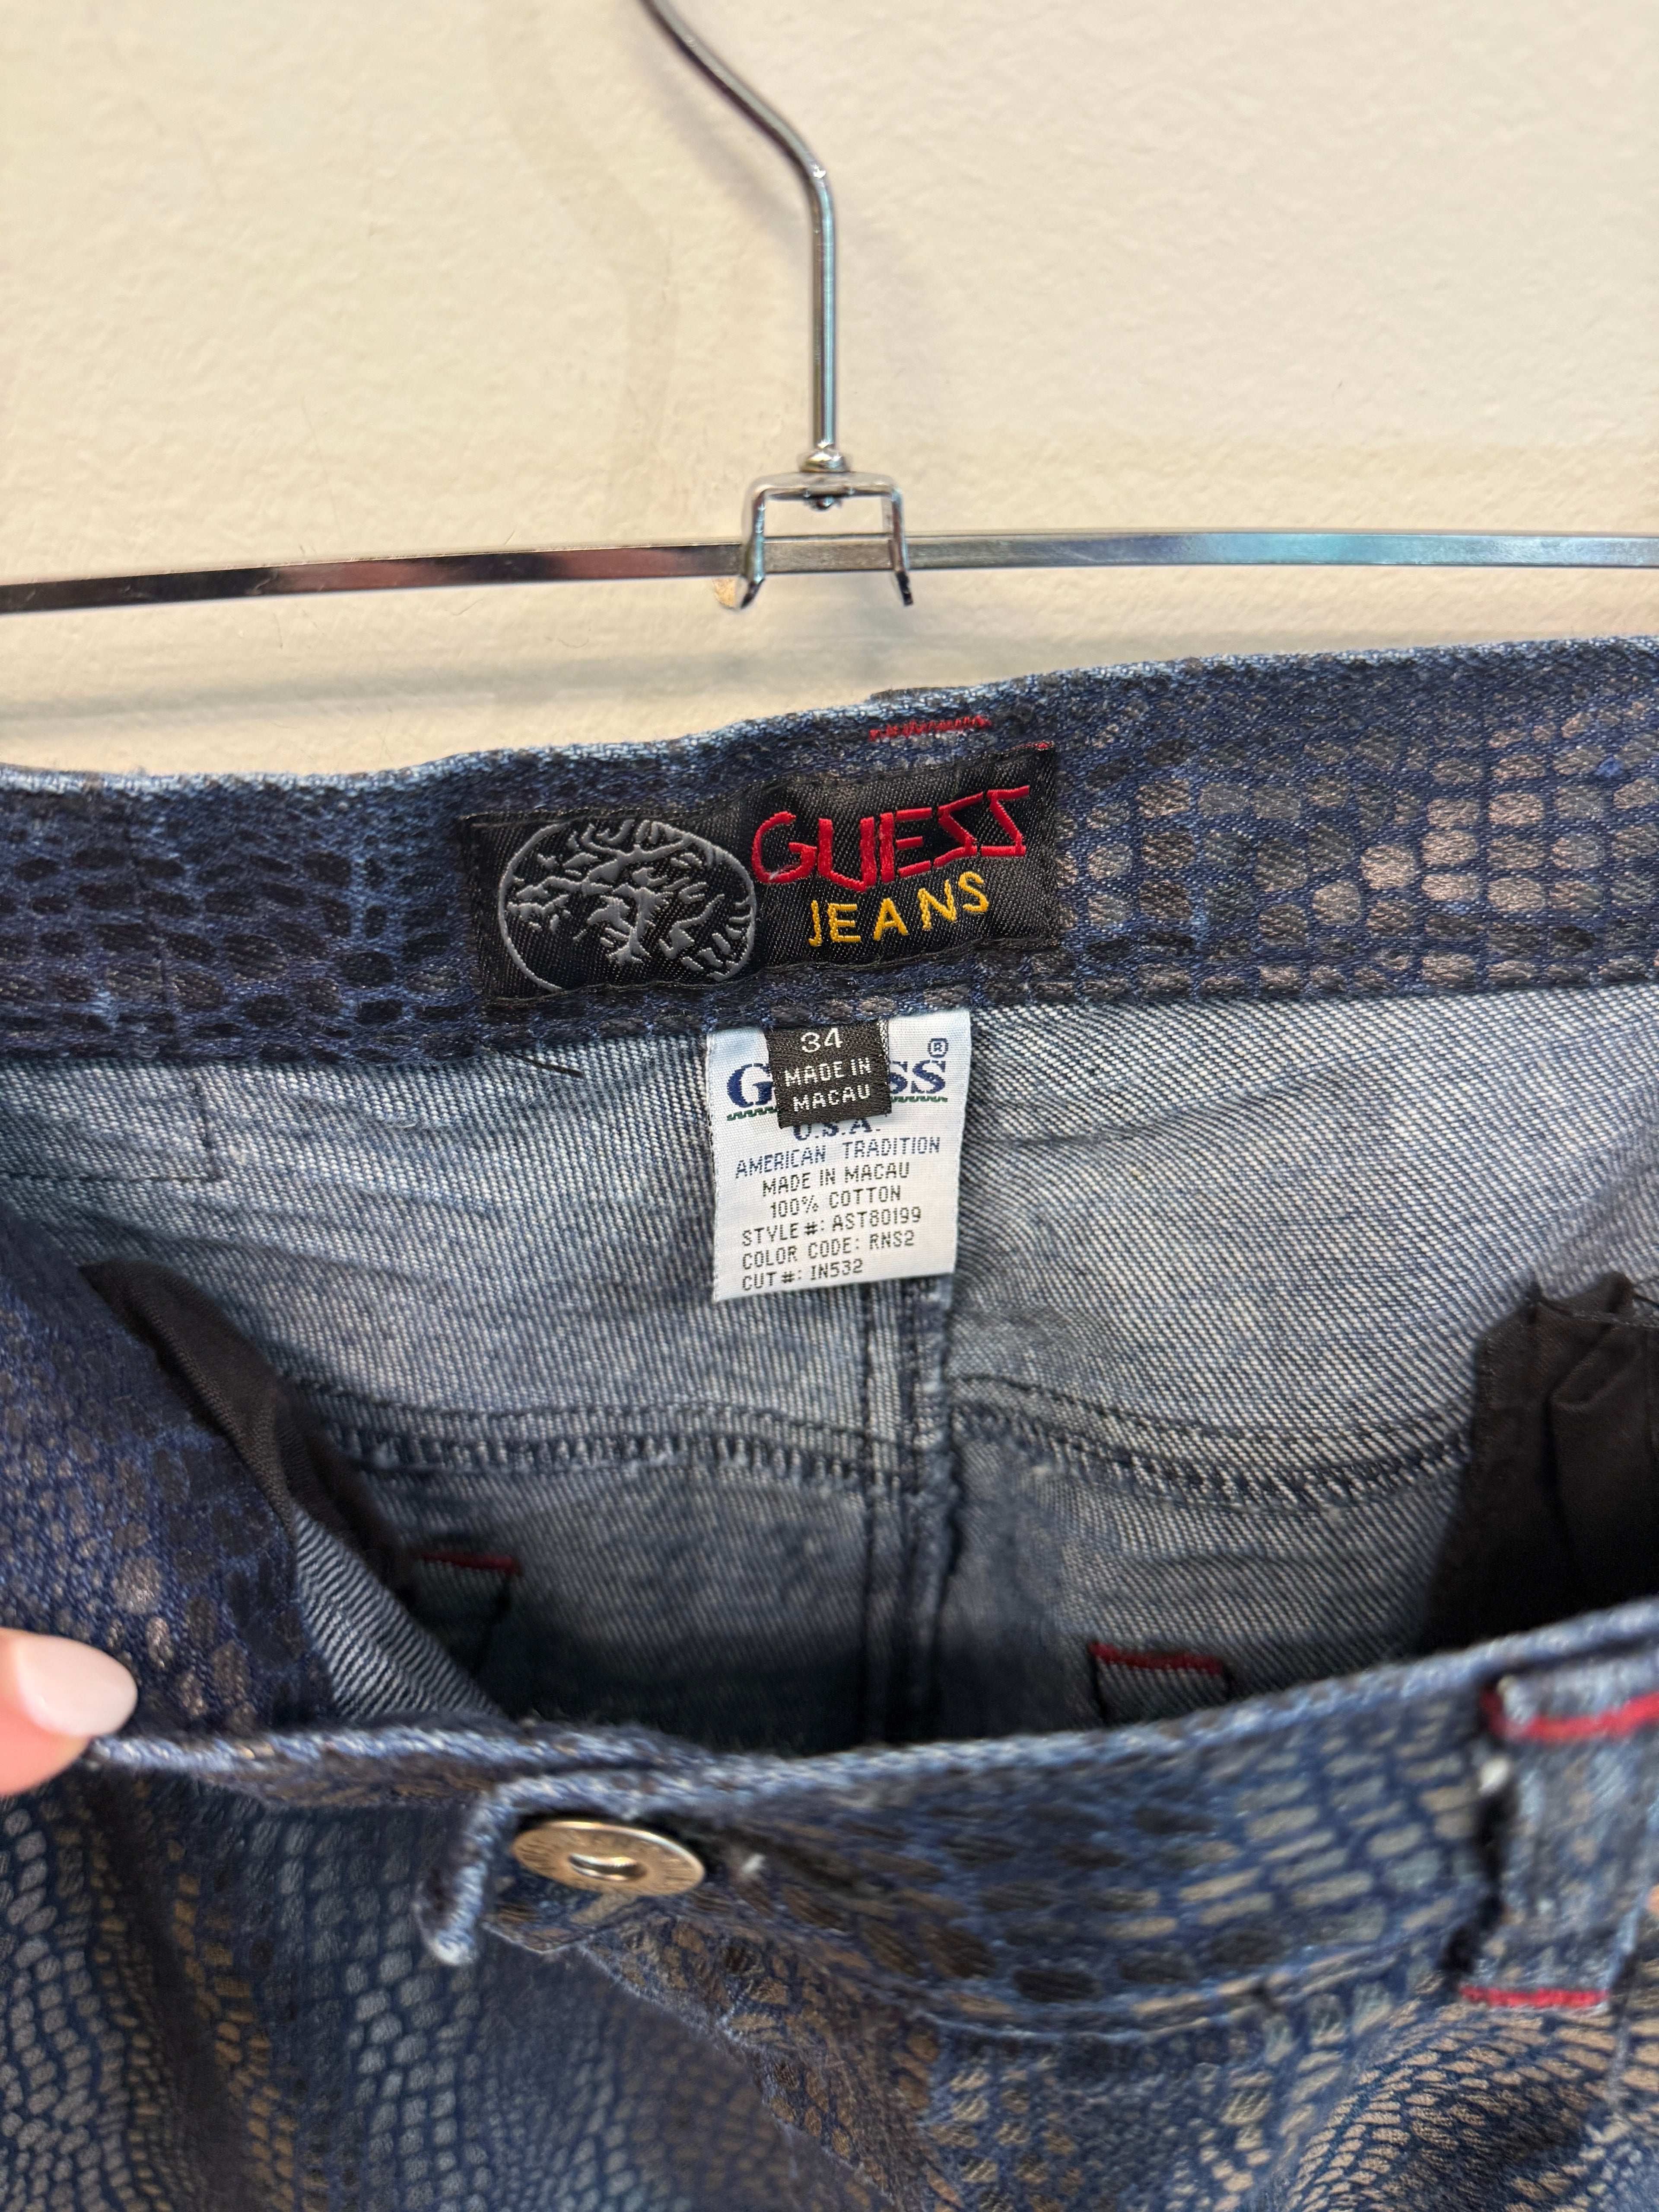 GUESS
JEANS
34
MADE IN
MACAU
G SS®
U.S.A.
AMERICAN TRADITION
MADE IN MACAU
100% COTTON
STYLE #: AST80199
COLOR CODE: RNS2
CUT #: IN532